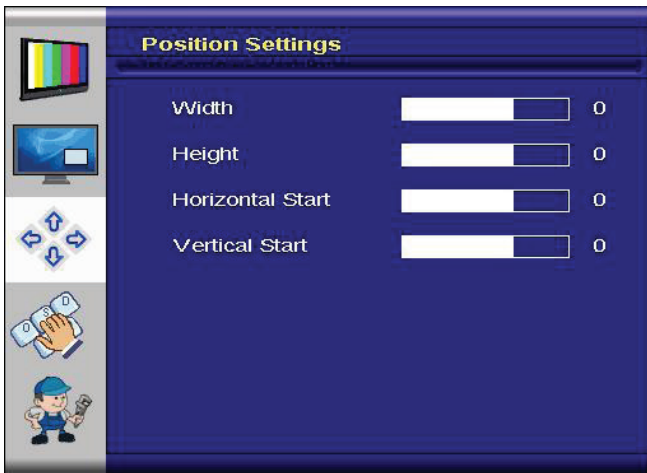 Position Settings
Width 0
Height 0
Horizontal Start 0
Vertical Start 0
O S D